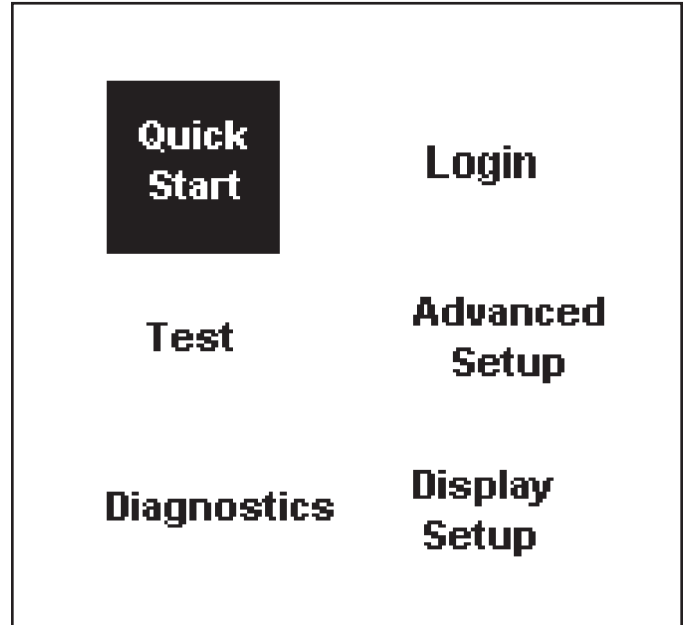 Quick
Start
Login
Test
Advanced
Setup
Diagnostics
Display
Setup